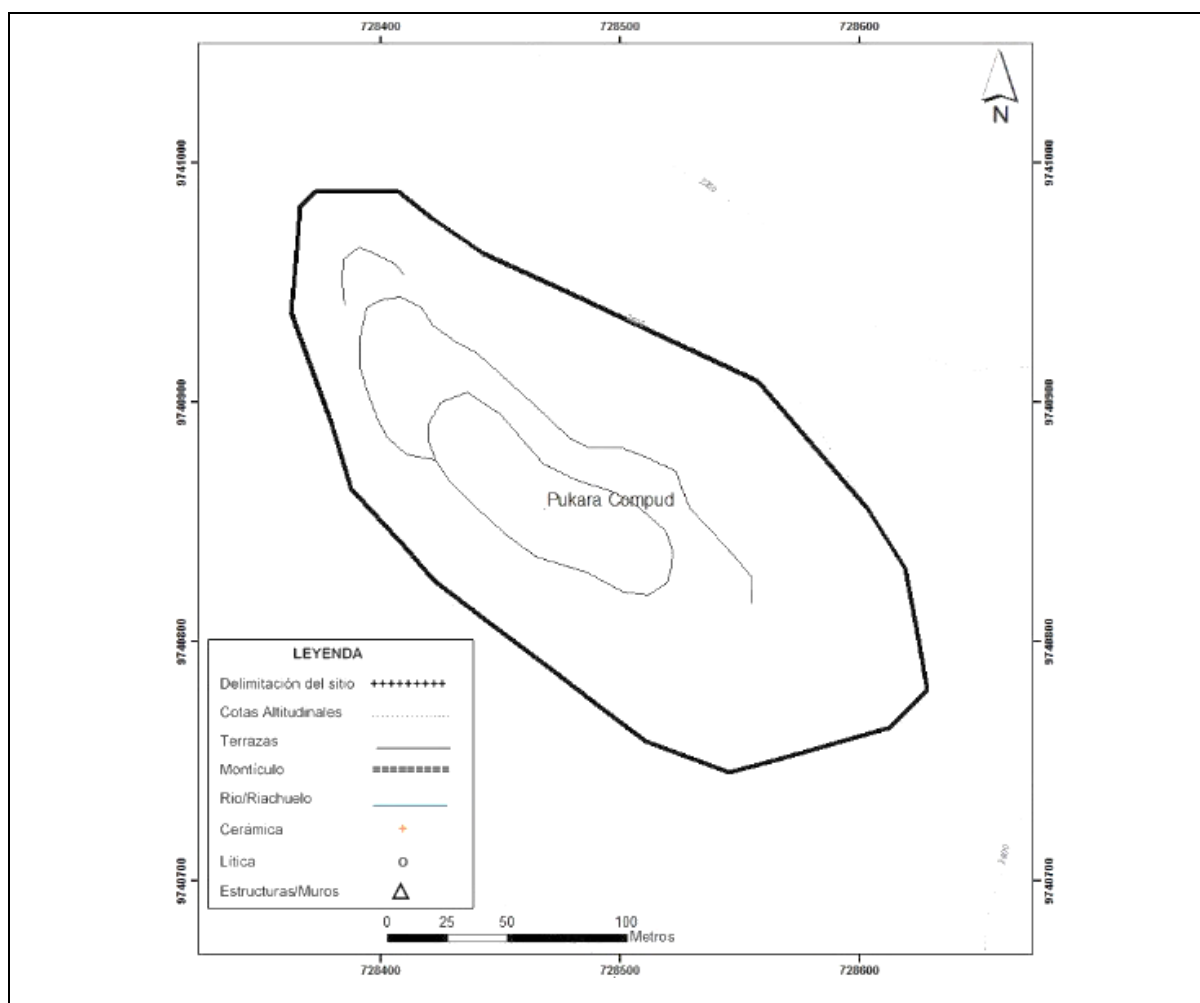 728400 728500 728600
N
9741000 9741000
9740900 9740900
Pukara Compud
9740800 9740800
LEYENDA
Delimitación del sitio
Cotas Altitudinales
Terrazas
Montículo
Rio/Riachuelo
Cerámica
Lítica
Estructuras/Muros
9740700 9740700
0 25 50 100
Metros
728400 728500 728600